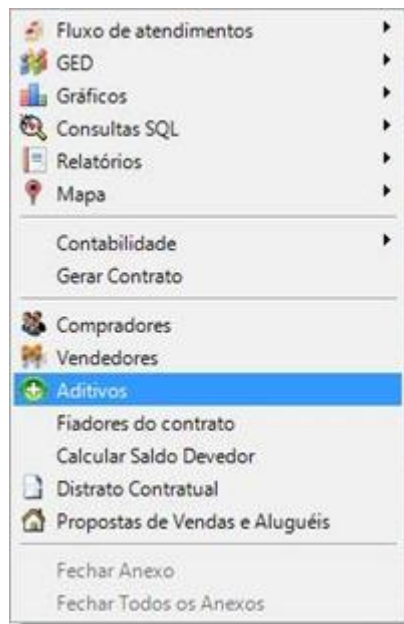 Fluxo de atendimentos
GED
Gráficos
Consultas SQL
Relatórios
Mapa
Contabilidade
Gerar Contrato
Compradores
Vendedores
Aditivos
Fiadores do contrato
Calcular Saldo Devedor
Distrato Contratual
Propostas de Vendas e Aluguéis
Fechar Anexo
Fechar Todos os Anexos